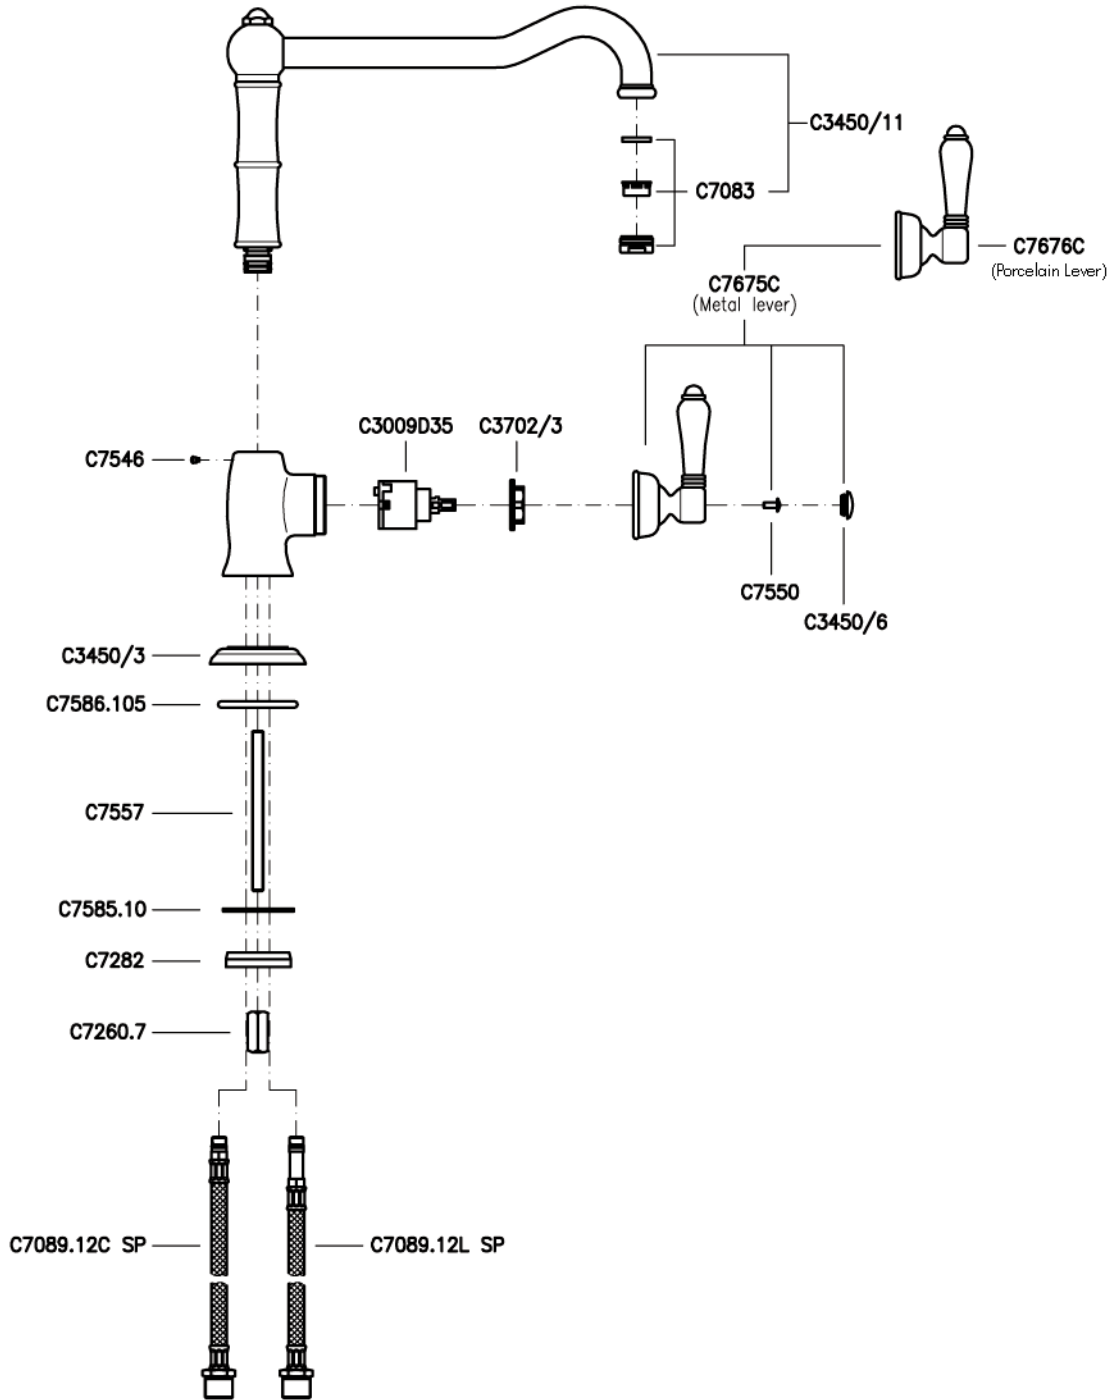 C3450/11
C7083
C7676C
(Porcelain Lever)
C7675C
(Metal lever)
C3009D35
C3702/3
C7546
C7550
C3450/6
C3450/3
C7586.105
C7557
C7585.10
C7282
C7260.7
C7089.12C SP
C7089.12L SP